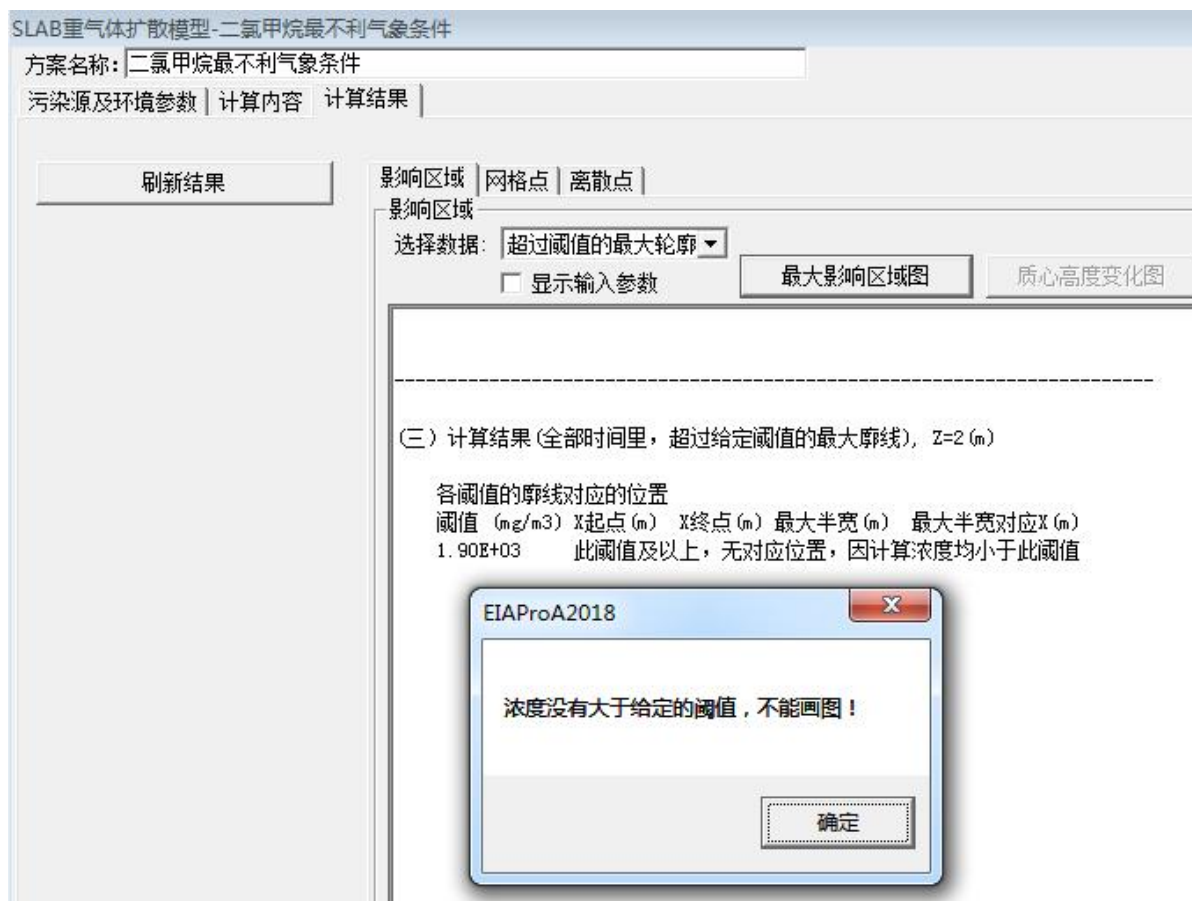 SLAB重气体扩散模型-二氯甲烷最不利气象条件
方案名称: 二氯甲烷最不利气象条件
污染源及环境参数 计算内容 计算结果
刷新结果
影响区域 网格点 离散点
影响区域
选择数据: 超过阈值的最大轮廓
显示输入参数 最大影响区域图 质心高度变化图
(三) 计算结果(全部时间里，超过给定阈值的最大廓线), Z=2(m)
各阈值的廓线对应的位置
阈值 (mg/m3) X起点(m) X终点(m) 最大半宽(m) 最大半宽对应X(m)
1.90E+03 此阈值及以上，无对应位置，因计算浓度均小于此阈值
EIAProA2018
浓度没有大于给定的阈值，不能画图！
确定